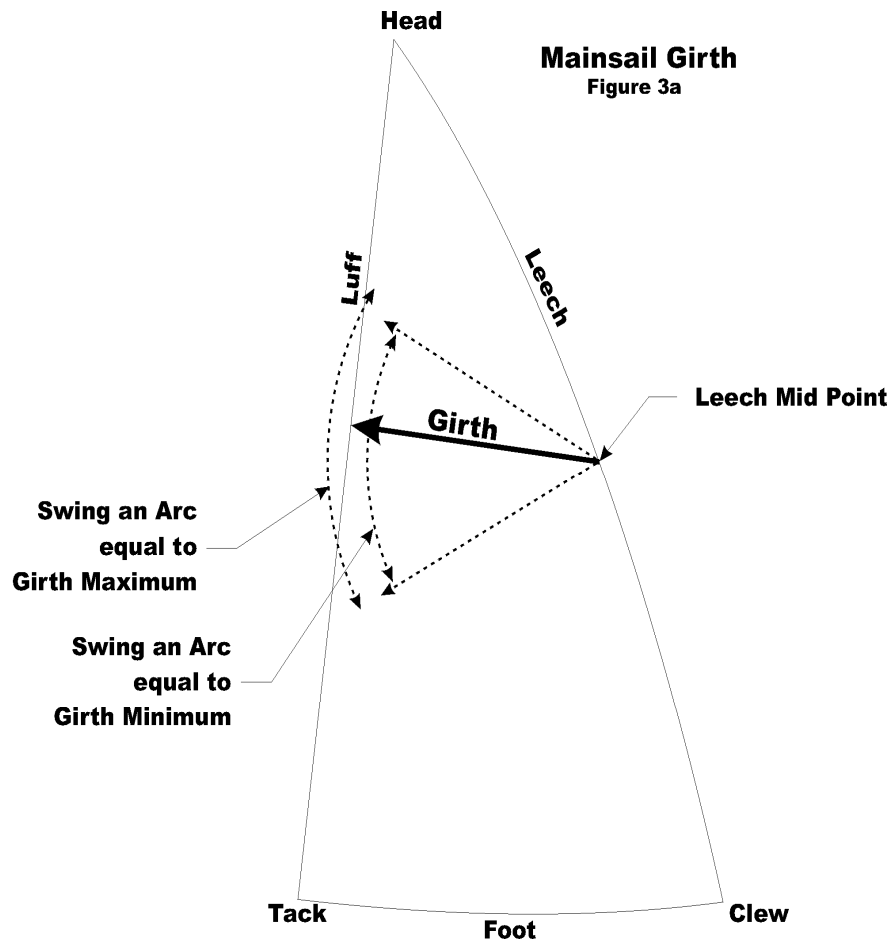 Head
Mainsail Girth
Figure 3a
Luff
Leech
Leech Mid Point
Girth
Swing an Arc
equal to
Girth Maximum
Swing an Arc
equal to
Girth Minimum
Tack
Foot
Clew